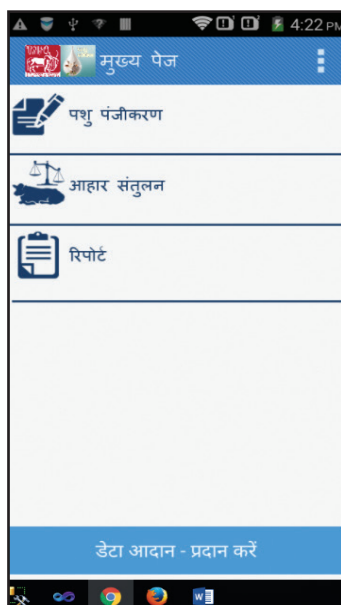 4:22 PM
मुख्य पेज
पशु पंजीकरण
आहार संतुलन
रिपोर्ट
डेटा आदान - प्रदान करें